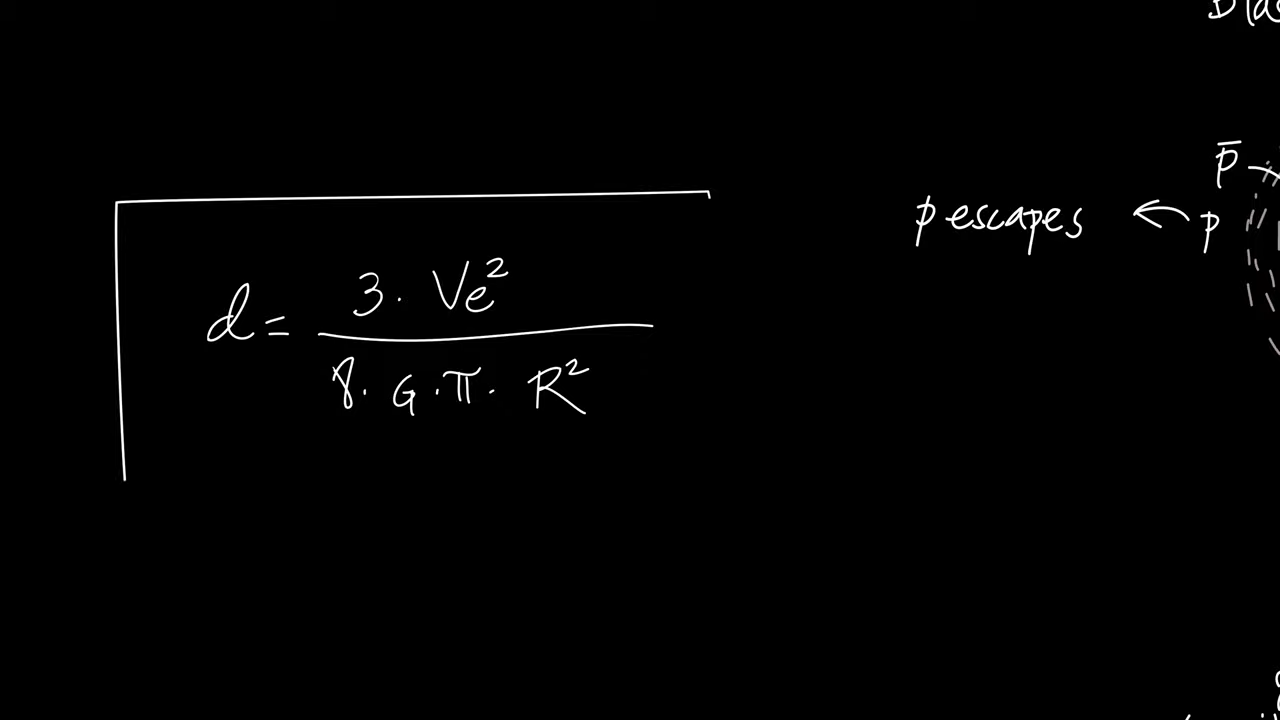 p̄
p escapes ← p
d = 3 · Ve² / 8 · G · π · R²